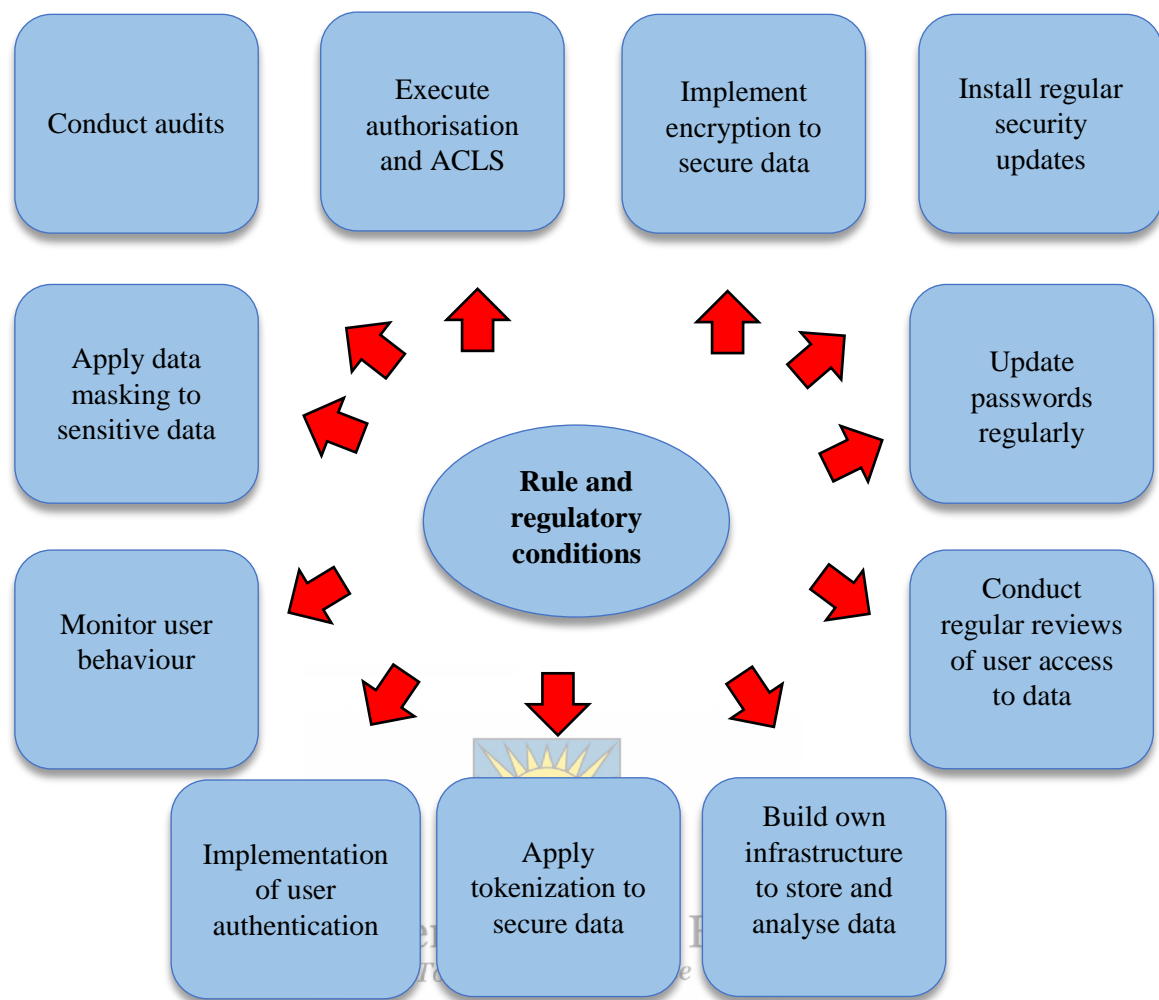 Conduct audits
Execute
authorisation
and ACLS
Implement
encryption to
secure data
Install regular
security
updates
Apply data
masking to
sensitive data
Rule and
regulatory
conditions
Update
passwords
regularly
Monitor user
behaviour
Conduct
regular reviews
of user access
to data
Implementation
of user
authentication
Apply
tokenization to
secure data
Build own
infrastructure
to store and
analyse data